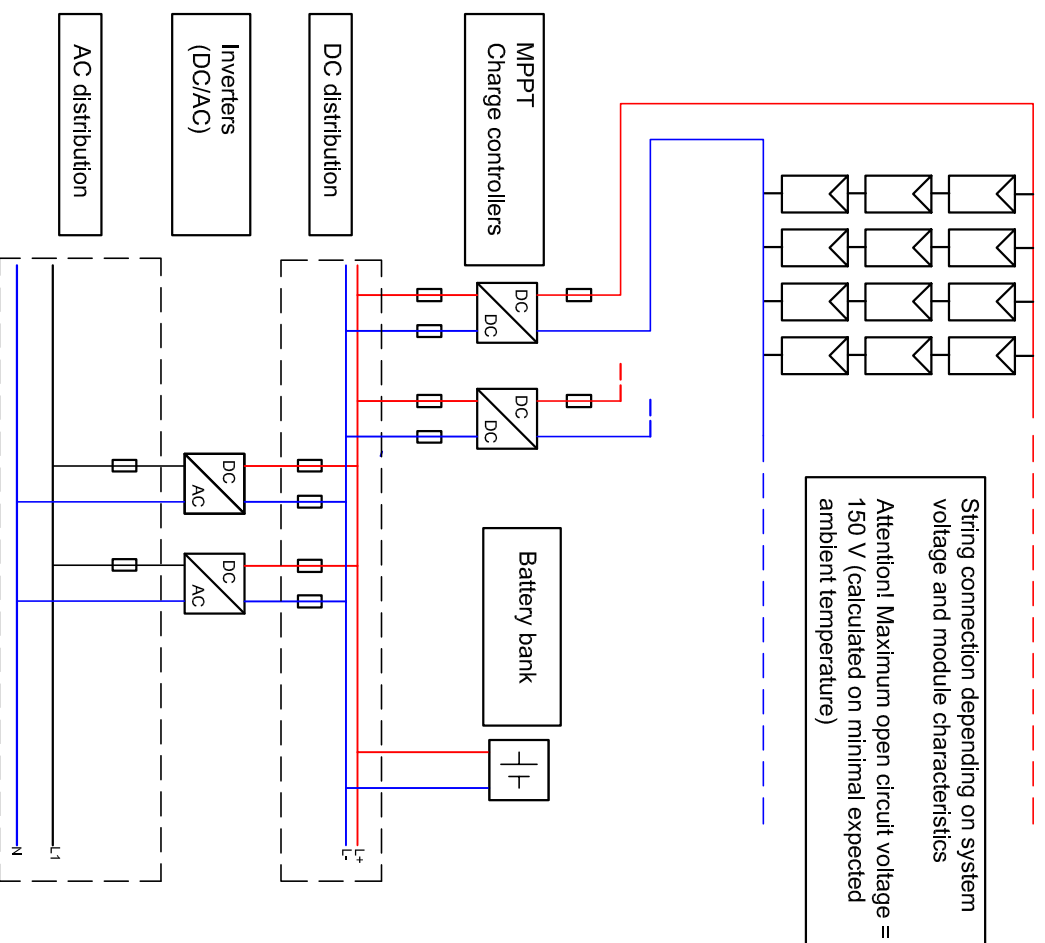 String connection depending on system
voltage and module characteristics
Attention! Maximum open circuit voltage =
150 V (calculated on minimal expected
ambient temperature)
MPPT
Charge controllers
DC
DC
DC
DC
Battery bank
DC distribution
L+
L-
Inverters
(DC/AC)
DC
AC
DC
AC
AC distribution
L1
N